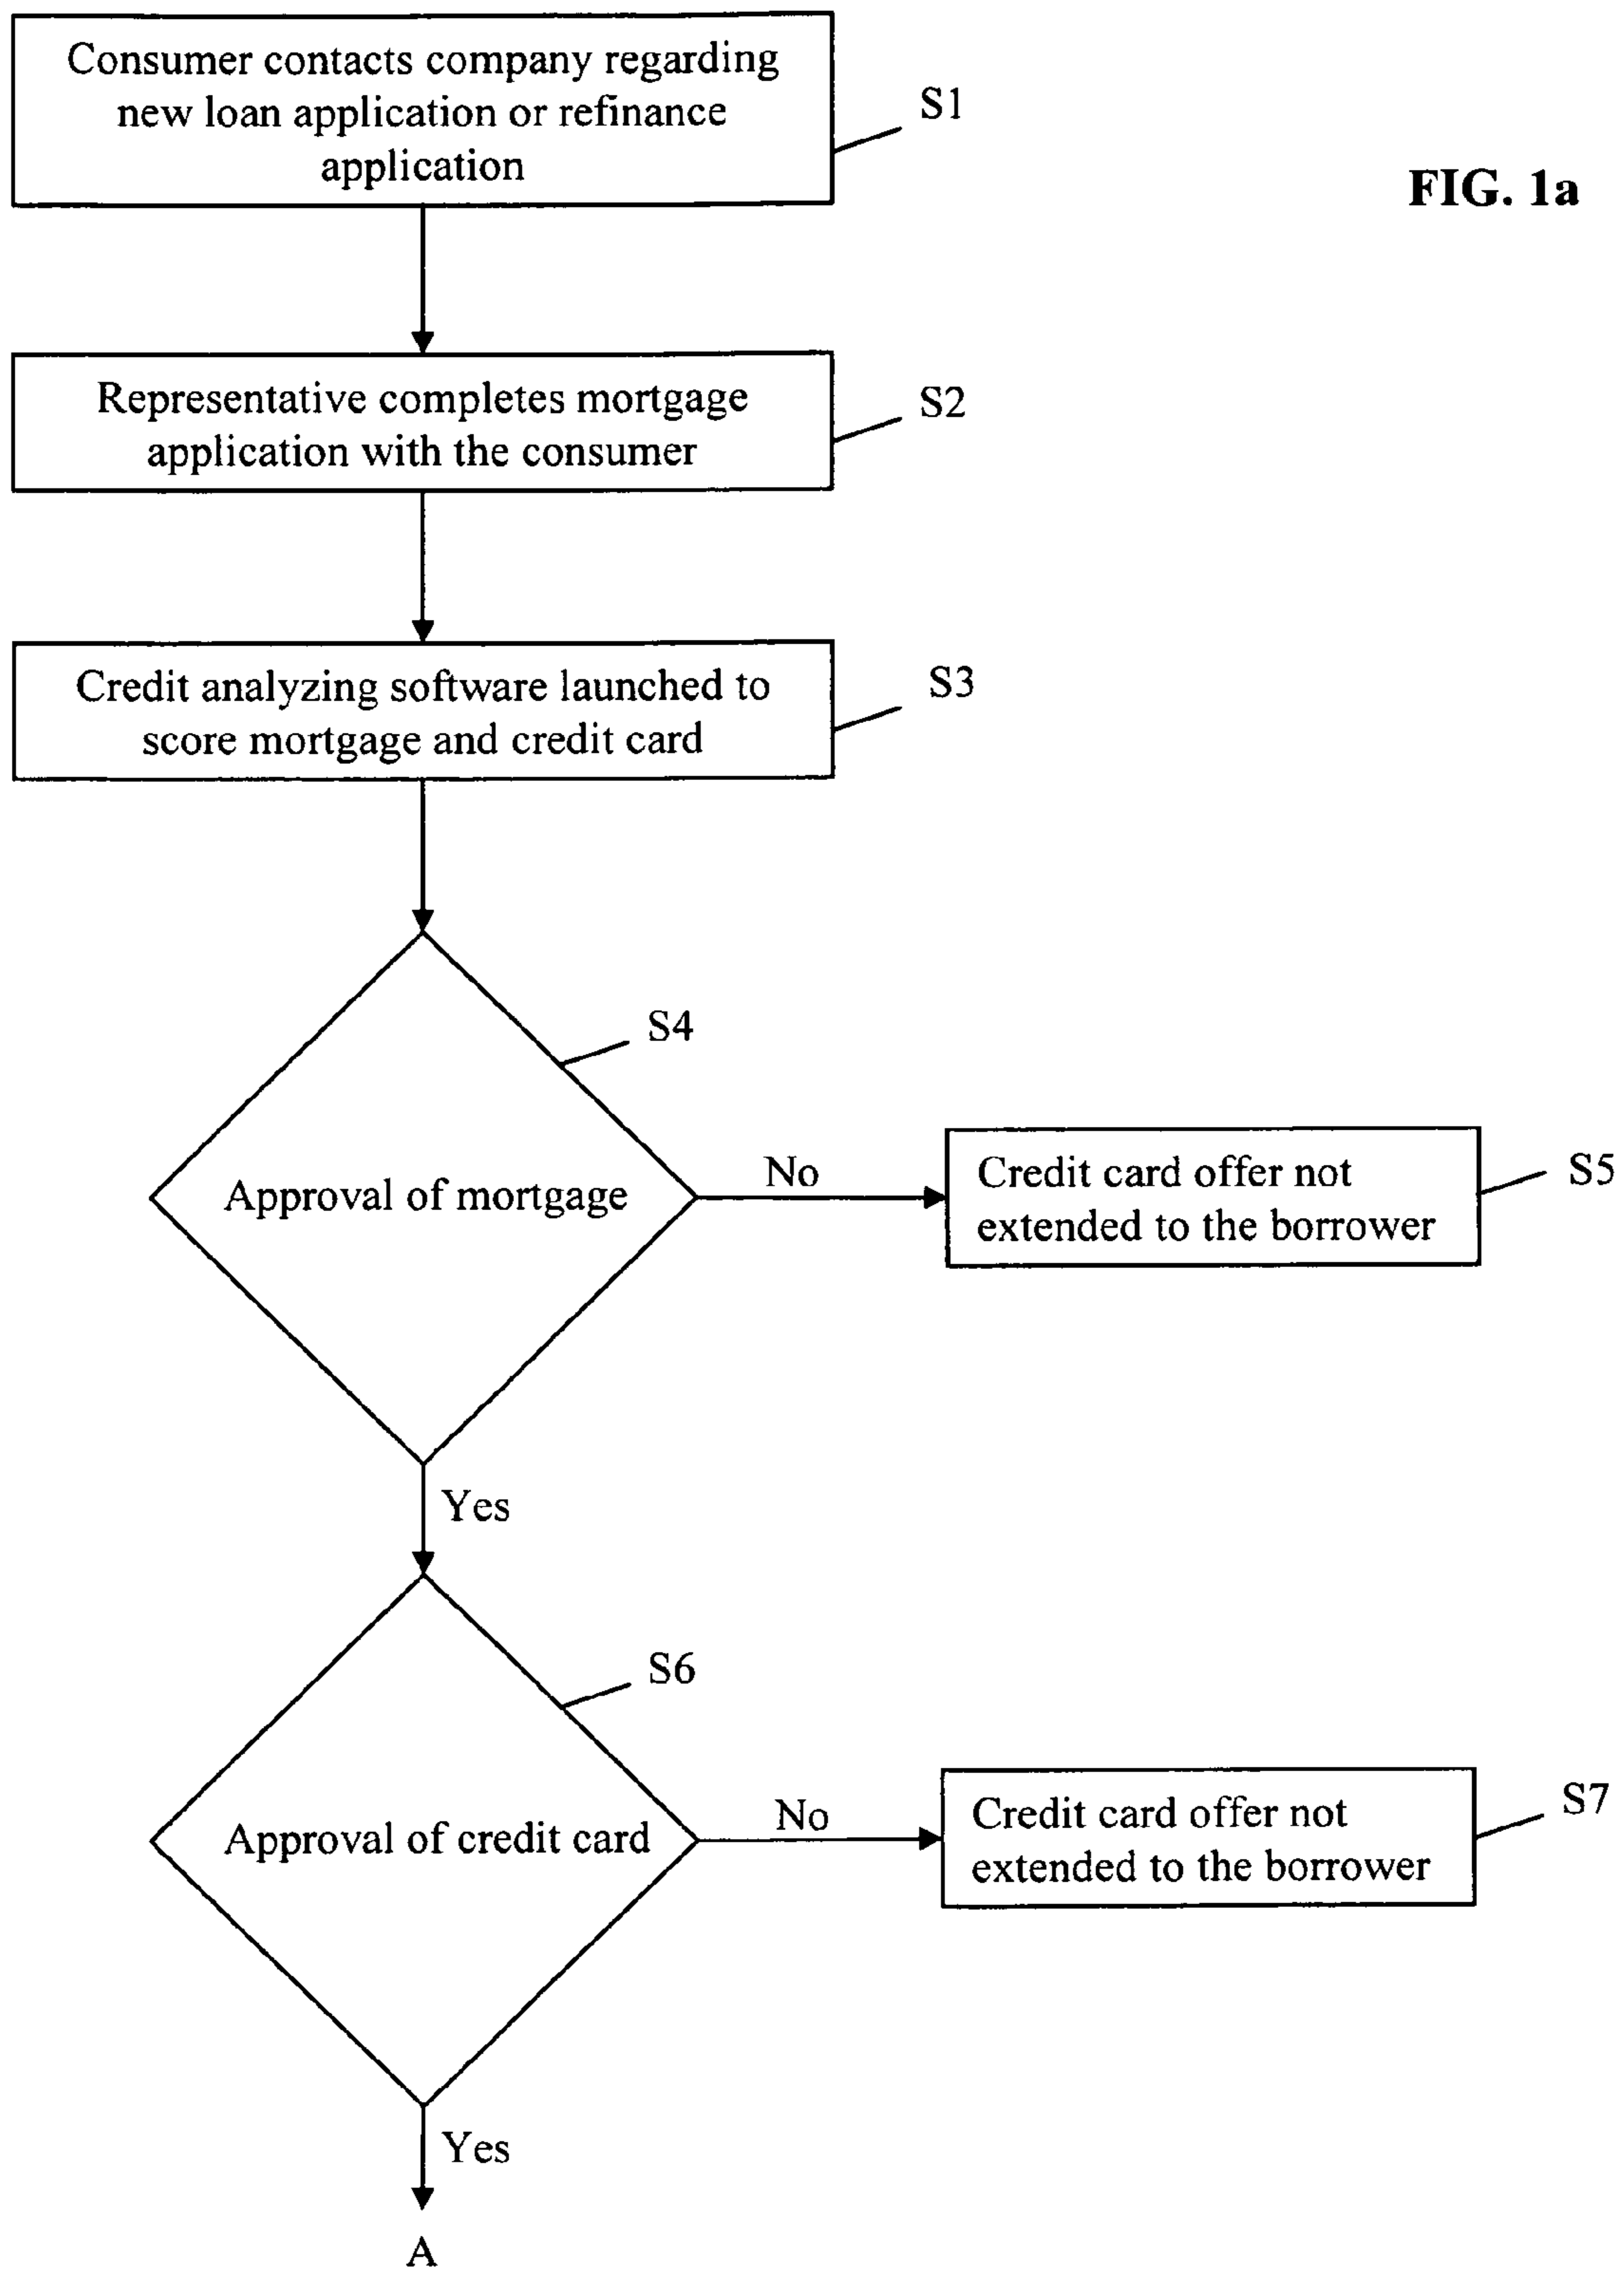 Consumer contacts company regarding
new loan application or refinance
application
S1
FIG. 1a
Representative completes mortgage
application with the consumer
S2
Credit analyzing software launched to
score mortgage and credit card
S3
S4
Approval of mortgage
No
Credit card offer not
extended to the borrower
S5
Yes
S6
Approval of credit card
No
Credit card offer not
extended to the borrower
S7
Yes
A